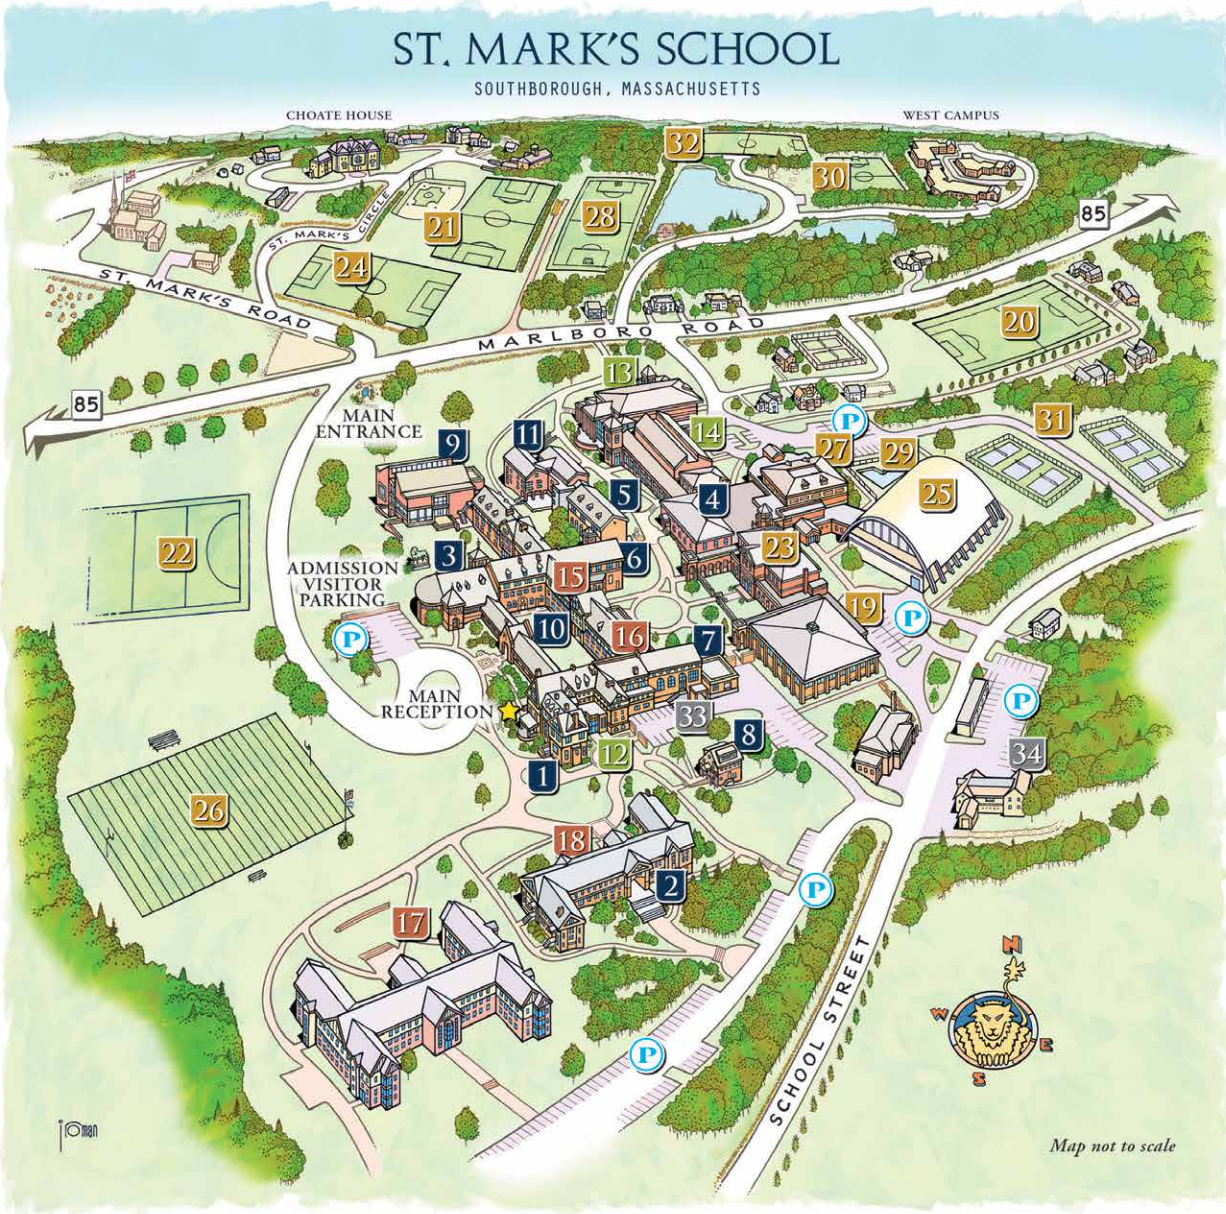 ST. MARK'S SCHOOL
SOUTHBOROUGH, MASSACHUSETTS
CHOATE HOUSE
WEST CAMPUS
32
30
85
21
28
ST. MARK'S CIRCLE
24
ST. MARK'S ROAD
MARLBORO ROAD
20
85
13
MAIN
ENTRANCE
P
14
31
9
11
27
29
5
4
25
22
3
6
23
ADMISSION
VISITOR
PARKING
15
19
P
P
10
16
7
MAIN
RECEPTION
33
P
8
12
34
1
26
18
2
P
17
SCHOOL STREET
N
W
E
S
P
Map not to scale